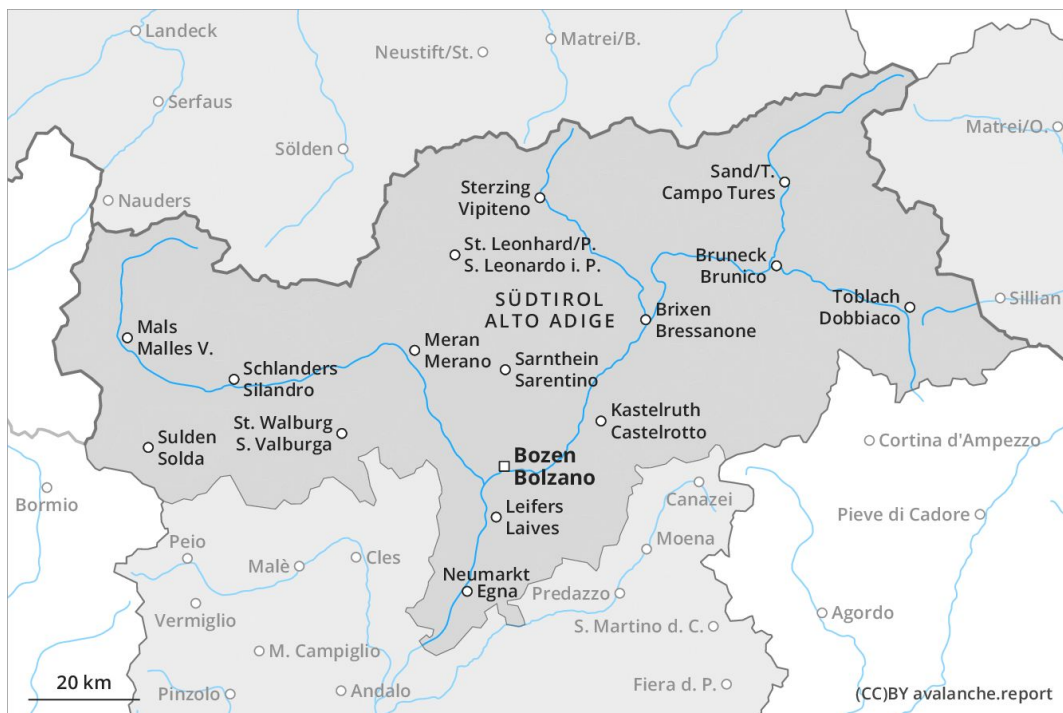 Landeck
Matrei/B.
Neustift/St.
Serfaus
Matrei/O.
Sölden
Sand/T.
Campo Tures
Sterzing
Vipiteno
Nauders
St. Leonhard/P.
S. Leonardo i. P.
Bruneck
Brunico
SÜDTIROL
ALTO ADIGE
Toblach
Dobbiaco
Sillian
Brixen
Bressanone
Mals
Malles V.
Meran
Merano
Sarnthein
Sarentino
Schlanders
Silandro
Kastelruth
Castelrotto
St. Walburg
S. Valburga
Sulden
Solda
Cortina d'Ampezzo
Bozen
Bolzano
Bormio
Canazei
Leifers
Laives
Pieve di Cadore
Moena
Peio
Malè
Cles
Neumarkt
Egna
Predazzo
Vermiglio
Agordo
S. Martino d. C.
M. Campiglio
20 km
Pinzolo
Andalo
Fiera d. P.
(CC)BY avalanche.report